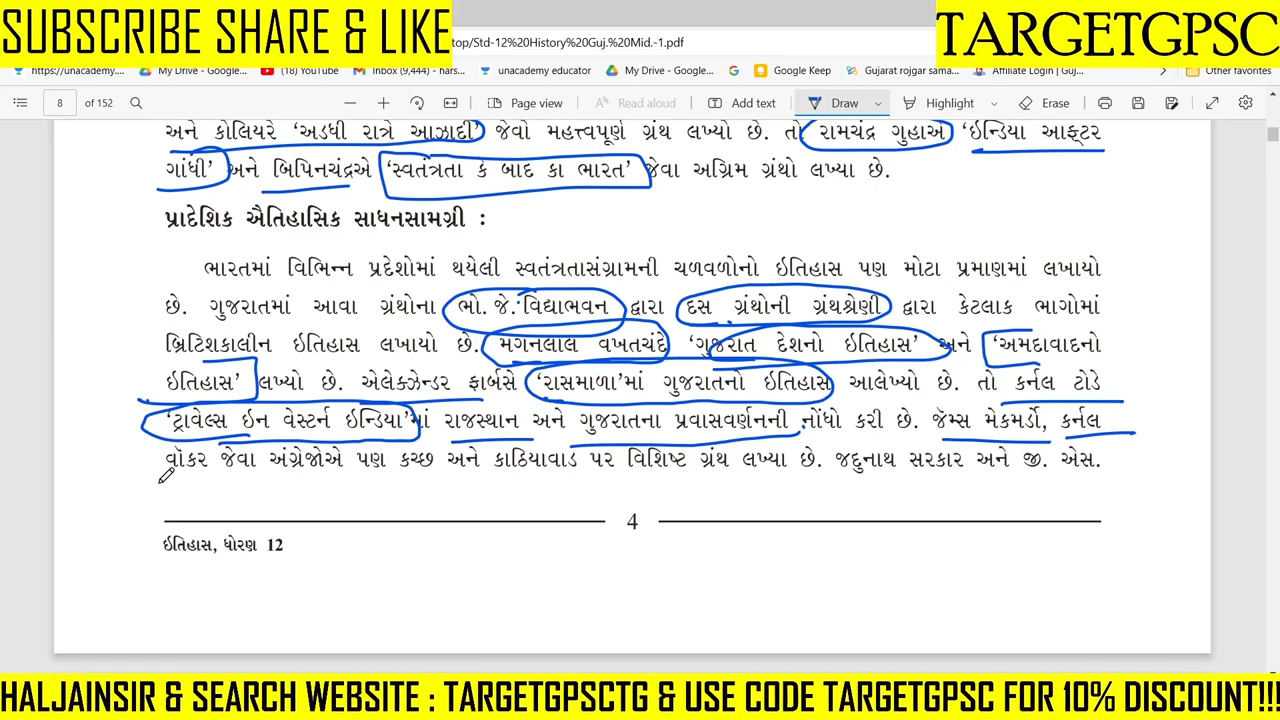 SUBSCRIBE SHARE & LIKE
TARGETGPSC
top/Std-12%20History%20Guj.%20Mid.-1.pdf
https://unacademy...
My Drive - Google...
(18) YouTube
Inbox (9,444) - hars...
unacademy educator
My Drive - Google...
G
Google Keep
Gujarat rojgar sama...
Affiliate Login | Guj...
Other favorites
8 of 152
Page view
Read aloud
Add text
Draw
Highlight
Erase
અને કોલિયરે ‘અડધી રાત્રે આઝાદી’ જેવો મહત્ત્વપૂર્ણ ગ્રંથ લખ્યો છે. તો રામચંદ્ર ગુહાએ ‘ઇન્ડિયા આફ્ટર
ગાંધી’ અને બિપિનચંદ્રએ ‘સ્વતંત્રતા કે બાદ કા ભારત’ જેવા અગ્રિમ ગ્રંથો લખ્યા છે.
પ્રાદેશિક ઐતિહાસિક સાધનસામગ્રી :
ભારતમાં વિભિન્ન પ્રદેશોમાં થયેલી સ્વતંત્રતાસંગ્રામની ચળવળોનો ઇતિહાસ પણ મોટા પ્રમાણમાં લખાયો
છે. ગુજરાતમાં આવા ગ્રંથોના ભો. જે. વિદ્યાભવન દ્વારા દસ ગ્રંથોની ગ્રંથશ્રેણી દ્વારા કેટલાક ભાગોમાં
બ્રિટિશકાલીન ઇતિહાસ લખાયો છે. મગનલાલ વખતચંદે ‘ગુજરાત દેશનો ઇતિહાસ’ અને ‘અમદાવાદનો
ઇતિહાસ’ લખ્યો છે. એલેક્ઝેન્ડર ફાર્બસે ‘રાસમાળા’માં ગુજરાતનો ઇતિહાસ આલેખ્યો છે. તો કર્નલ ટોડે
‘ટ્રાવેલ્સ ઇન વેસ્ટર્ન ઇન્ડિયા’માં રાજસ્થાન અને ગુજરાતના પ્રવાસવર્ણનની નોંધો કરી છે. જૅમ્સ મેકમર્ડો, કર્નલ
વૉકર જેવા અંગ્રેજોએ પણ કચ્છ અને કાઠિયાવાડ પર વિશિષ્ટ ગ્રંથ લખ્યા છે. જદુનાથ સરકાર અને જી. એસ.
4
ઇતિહાસ, ધોરણ 12
HALJAINSIR & SEARCH WEBSITE : TARGETGPSCTG & USE CODE TARGETGPSC FOR 10% DISCOUNT!!!